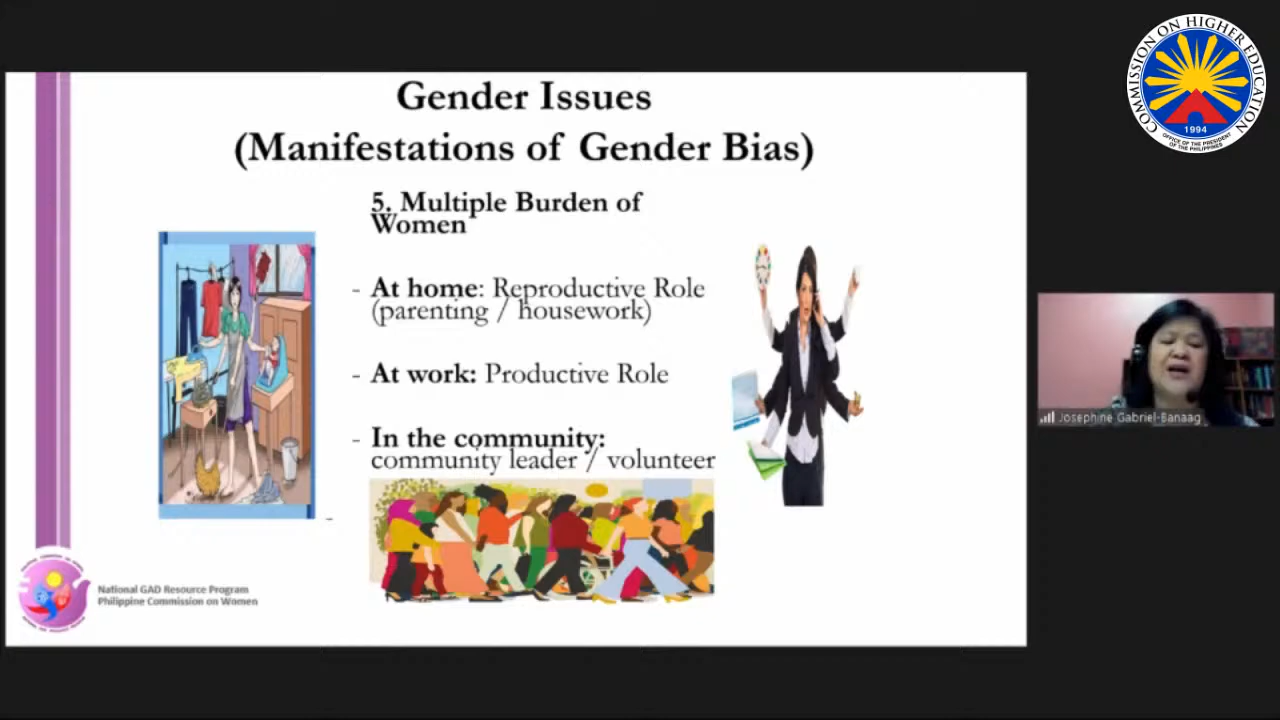 Gender Issues
(Manifestations of Gender Bias)
5. Multiple Burden of
Women
- At home: Reproductive Role
(parenting / housework)
- At work: Productive Role
- In the community:
community leader / volunteer
-
National GAD Resource Program
Philippine Commission on Women
COMMISSION ON HIGHER EDUCATION
1994
OFFICE OF THE PRESIDENT
OF THE PHILIPPINES
Josephine Gabriel-Banaag